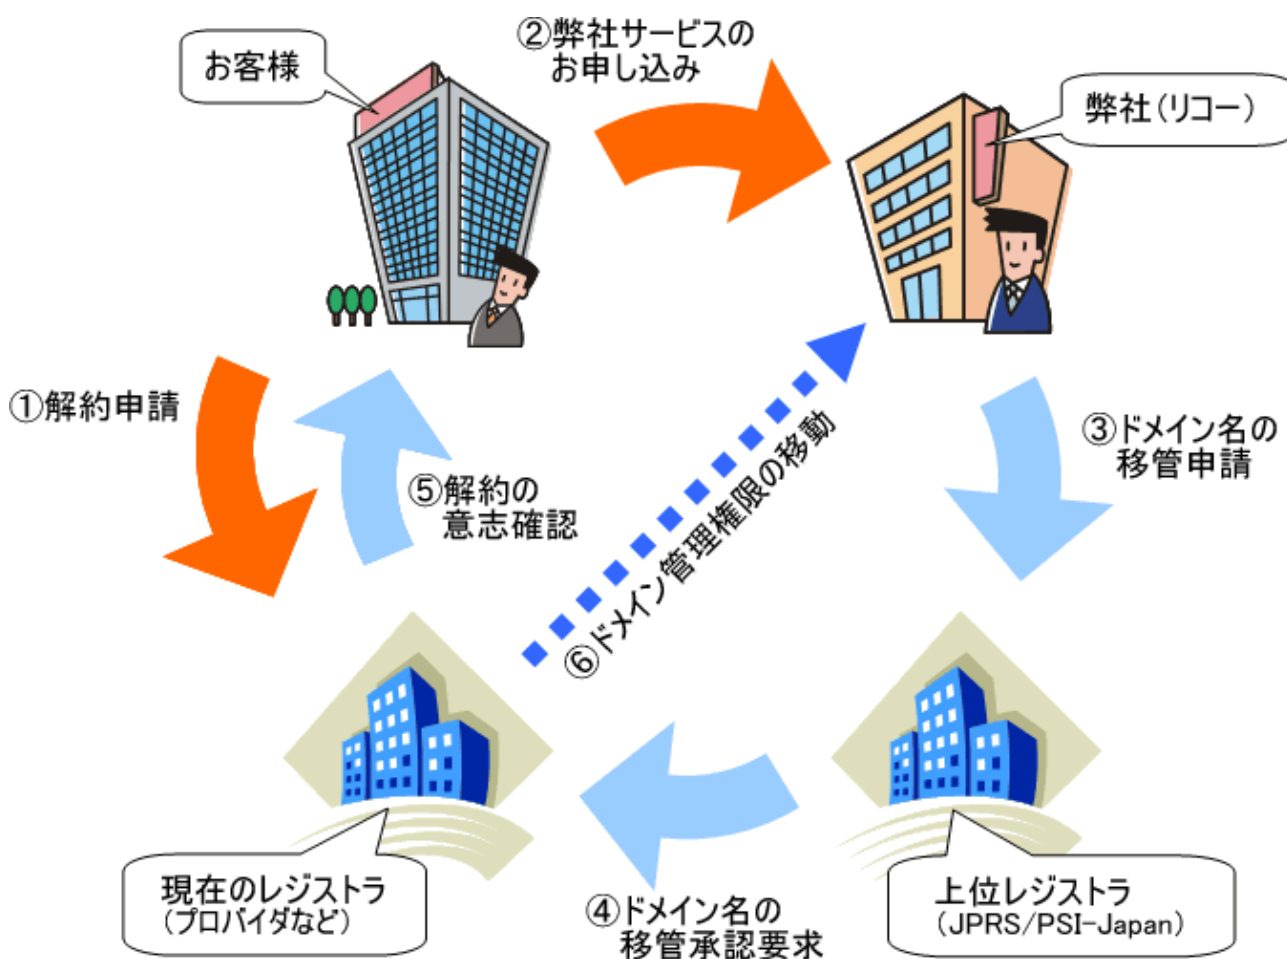 ②弊社サービスの
お申し込み
お客様
弊社(リコー)
①解約申請
③ドメイン名の
移管申請
⑤解約の
意志確認
⑥ドメイン管理権限の移動
現在のレジストラ
(プロバイダなど)
上位レジストラ
(JPRS/PSI-Japan)
④ドメイン名の
移管承認要求